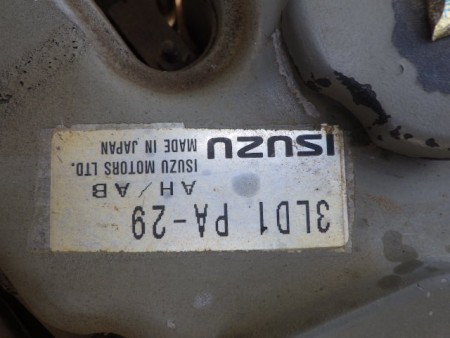 3LD1 PA-29
AH/AB
ISUZU
ISUZU MOTORS LTD.
MADE IN JAPAN